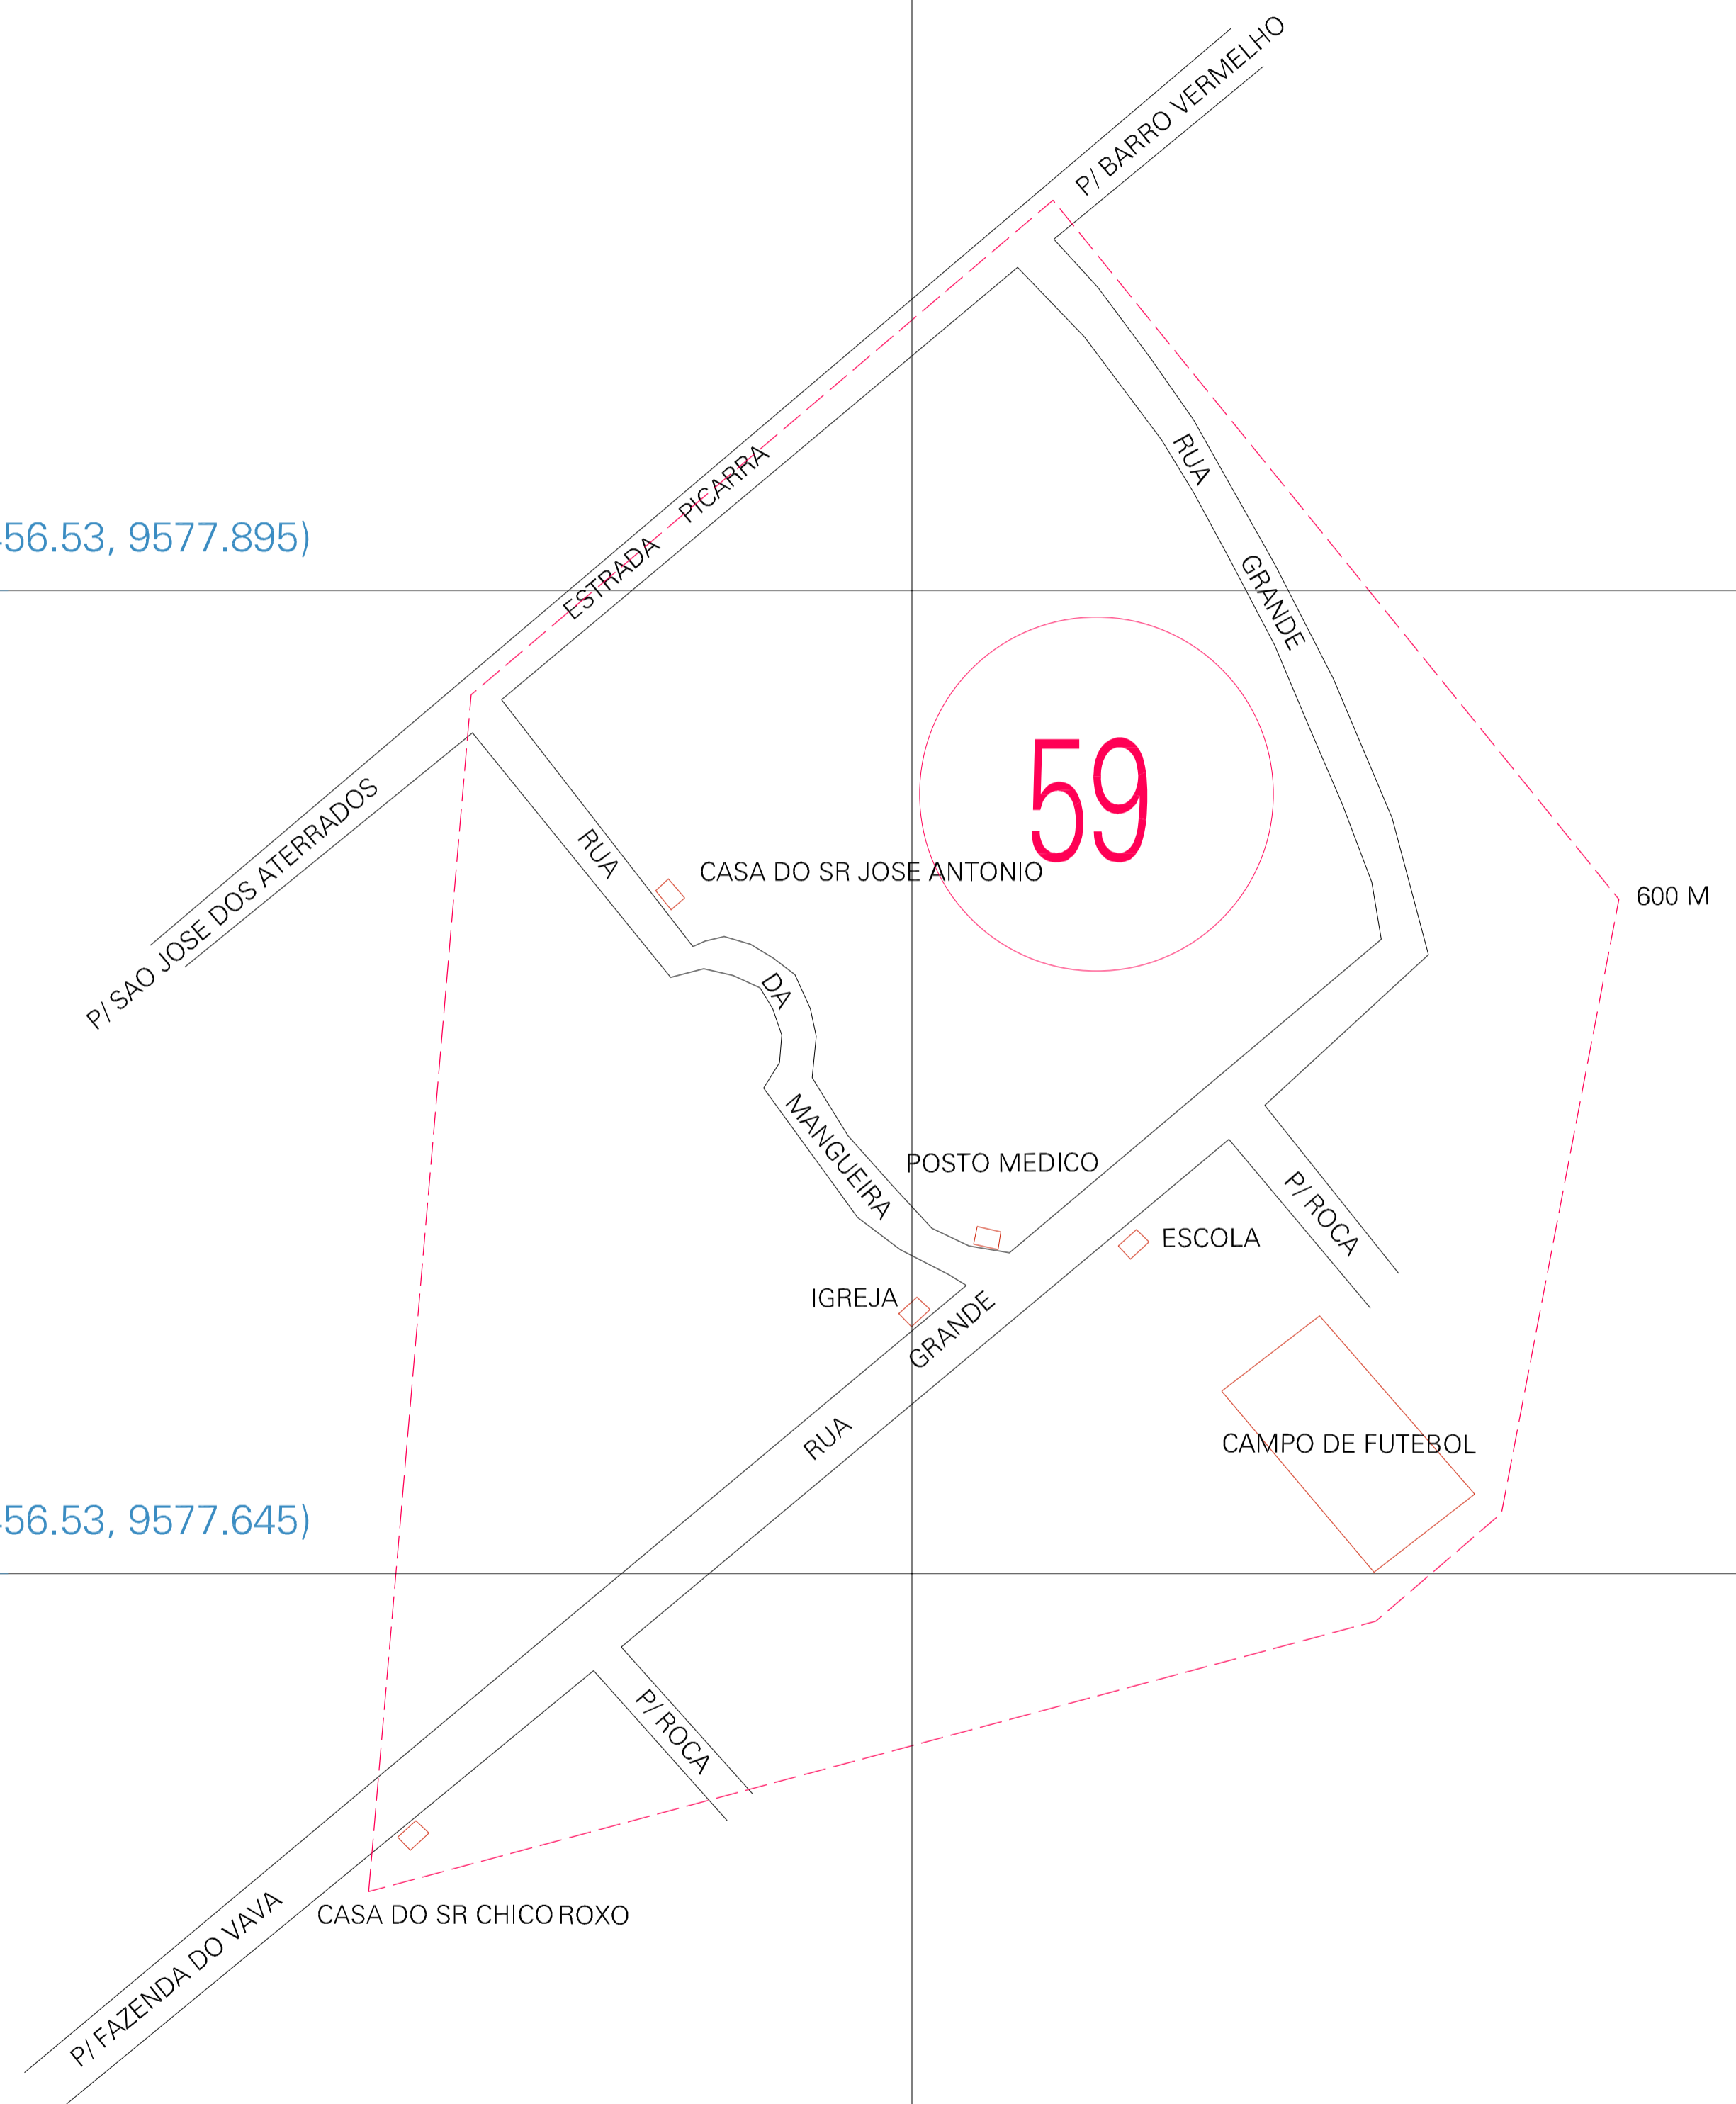 P/ BARRO VERMELHO
ESTRADA PICARRA
RUA
GRANDE
56.53, 9577.895)
59
P/ SAO JOSE DOS ATERRADOS
RUA
DA
MANGUEIRA
CASA DO SR JOSE ANTONIO
600 M
POSTO MEDICO
ESCOLA
P/ ROCA
IGREJA
RUA GRANDE
CAMPO DE FUTEBOL
56.53, 9577.645)
P/ ROCA
CASA DO SR CHICO ROXO
P/ FAZENDA DO VAVA